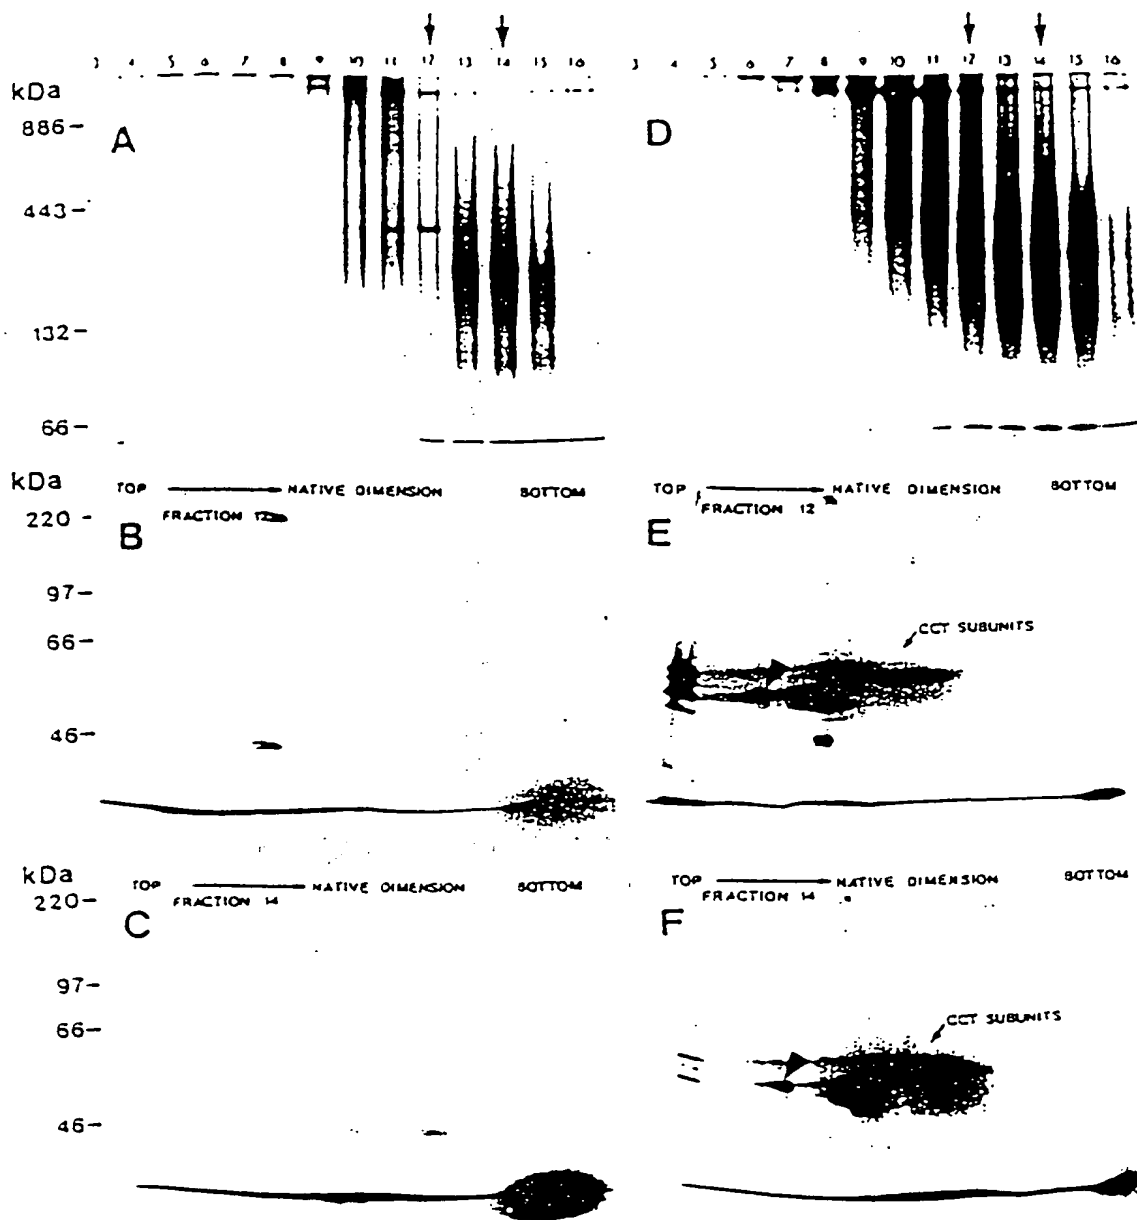 3 4 5 6 7 8 9 10 11 12 13 14 15 16
kDa
886-
A
443-
132-
66-
3 4 5 6 7 8 9 10 11 12 13 14 15 16
D
kDa
TOP NATIVE DIMENSION BOTTOM
FRACTION 12
220-
B
97-
66-
46-
TOP NATIVE DIMENSION BOTTOM
FRACTION 12
E
CCT SUBUNITS
kDa
TOP NATIVE DIMENSION BOTTOM
FRACTION 14
220-
C
97-
66-
46-
TOP NATIVE DIMENSION BOTTOM
FRACTION 14
F
CCT SUBUNITS